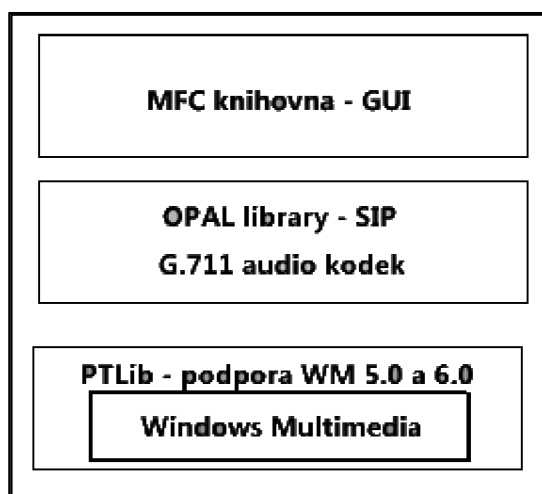 MFC knihovna - GUI
OPAL library - SIP
G.711 audio kodek
PTLib - podpora WM 5.0 a 6.0
Windows Multimedia